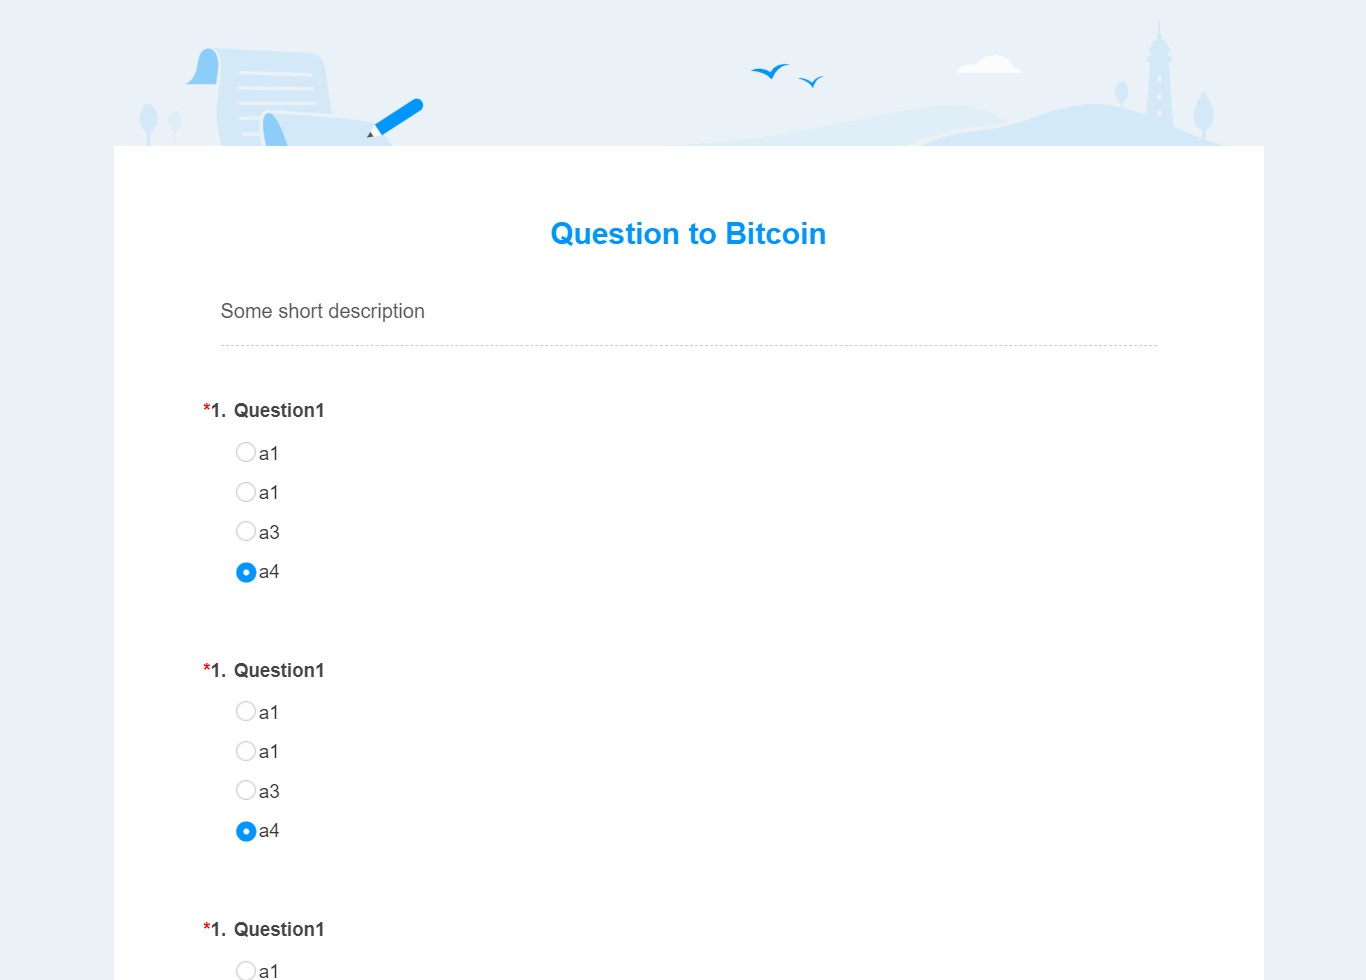 Question to Bitcoin
Some short description
*1. Question1
a1
a1
a3
a4
*1. Question1
a1
a1
a3
a4
*1. Question1
a1